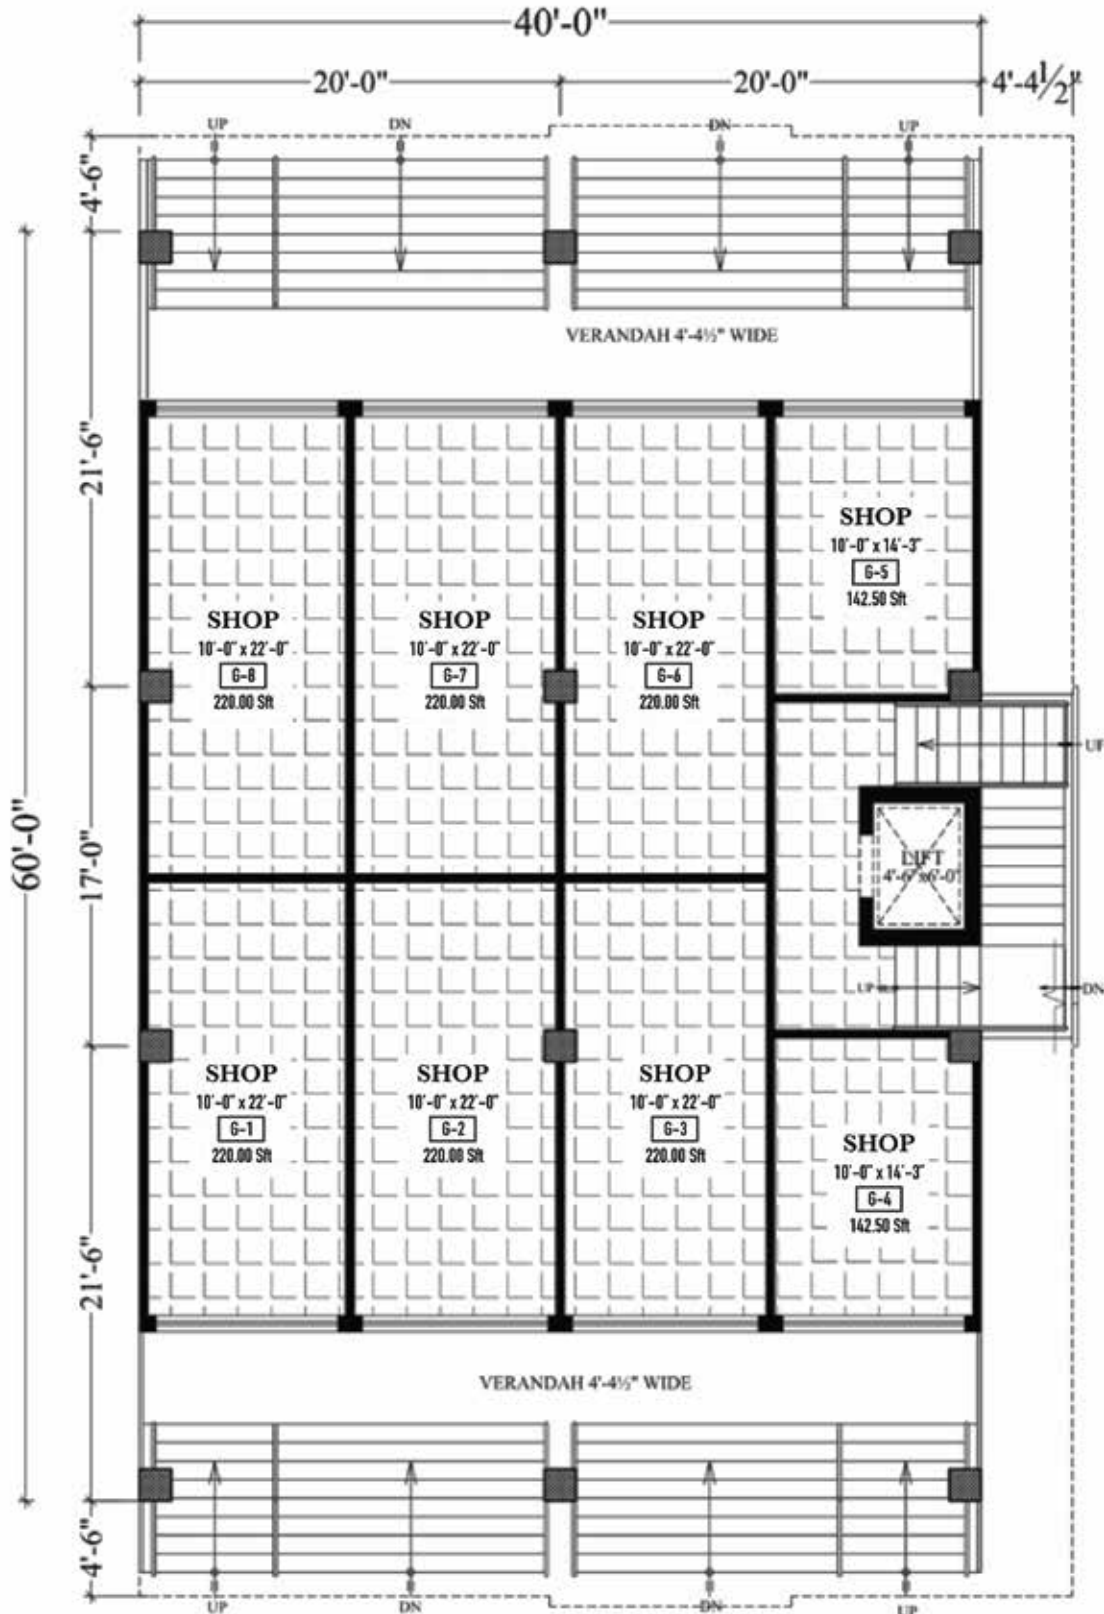 40'-0"
20'-0"
20'-0"
4'-4½"
UP
DN
DN
UP
4'-6"
VERANDAH 4'-4½" WIDE
21'-6"
SHOP
10'-0" x 14'-3"
G-5
142.50 Sft
SHOP
10'-0" x 22'-0"
G-8
220.00 Sft
SHOP
10'-0" x 22'-0"
G-7
220.00 Sft
SHOP
10'-0" x 22'-0"
G-6
220.00 Sft
UP
60'-0"
17'-0"
LIFT
4'-6"x6'-0"
UP
DN
SHOP
10'-0" x 22'-0"
G-1
220.00 Sft
SHOP
10'-0" x 22'-0"
G-2
220.00 Sft
SHOP
10'-0" x 22'-0"
G-3
220.00 Sft
SHOP
10'-0" x 14'-3"
G-4
142.50 Sft
21'-6"
VERANDAH 4'-4½" WIDE
4'-6"
UP
DN
DN
UP